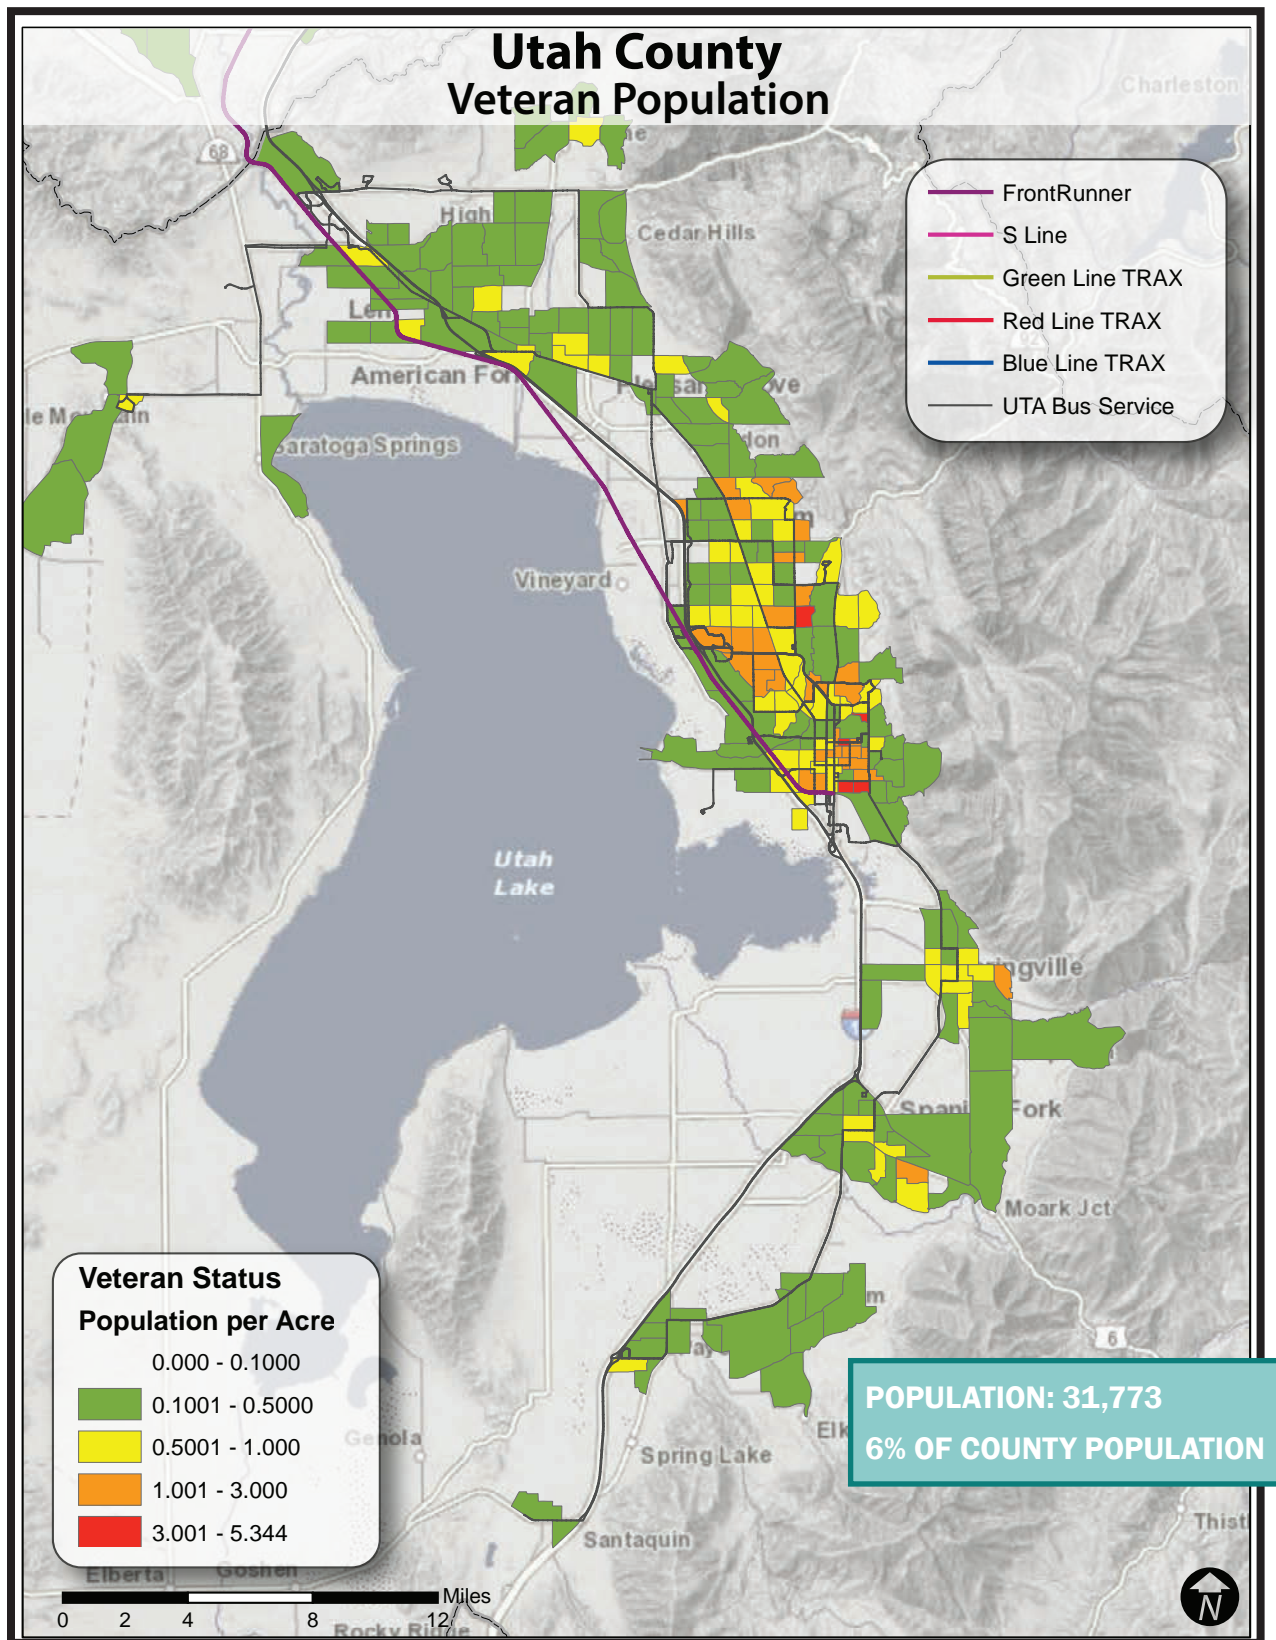 Utah County
Veteran Population
Charleston
68
FrontRunner
S Line
Green Line TRAX
Red Line TRAX
Blue Line TRAX
UTA Bus Service
High
Cedar Hills
American
Saratoga Springs
Vineyard
Utah
Lake
Fork
Moark Jct
6
Veteran Status
Population per Acre
0.000 - 0.1000
0.1001 - 0.5000
0.5001 - 1.000
1.001 - 3.000
3.001 - 5.344
POPULATION: 31,773
6% OF COUNTY POPULATION
Elk
Genola
Spring Lake
Santaquin
Elberta
Goshen
Miles
0 2 4 8 12
Rocky Ridge
N